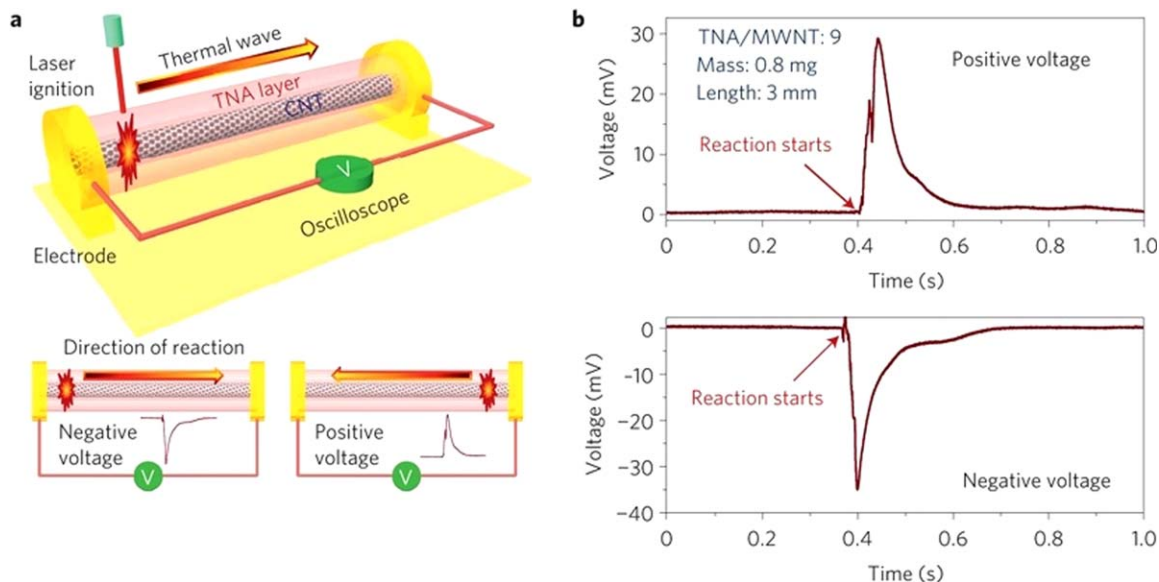 a
Laser
ignition
Thermal wave
TNA layer
CNT
V
Oscilloscope
Electrode
Direction of reaction
Negative
voltage
V
Positive
voltage
V
b
Voltage (mV)
30
20
10
0
TNA/MWNT: 9
Mass: 0.8 mg
Length: 3 mm
Positive voltage
Reaction starts
0 0.2 0.4 0.6 0.8 1.0
Time (s)
Voltage (mV)
0
−10
−20
−30
−40
Reaction starts
Negative voltage
0 0.2 0.4 0.6 0.8 1.0
Time (s)